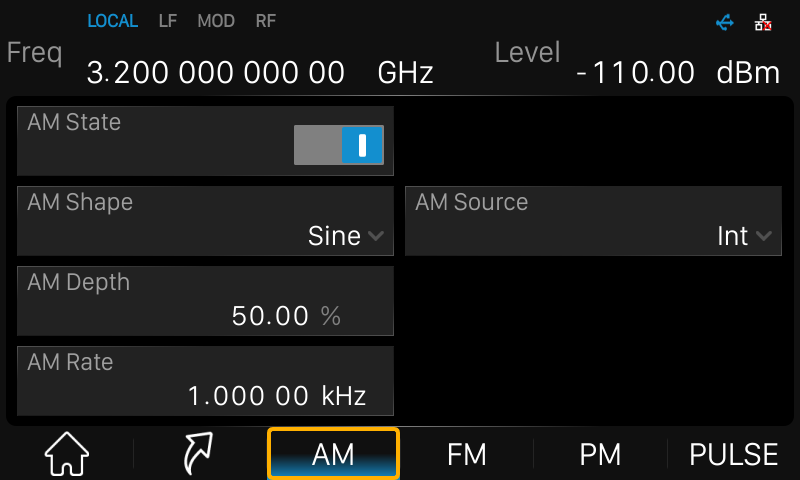 LOCAL LF MOD RF
Freq 3.200 000 000 00 GHz Level -110.00 dBm
AM State
AM Shape AM Source
Sine Int
AM Depth
50.00 %
AM Rate
1.000 00 kHz
AM FM PM PULSE